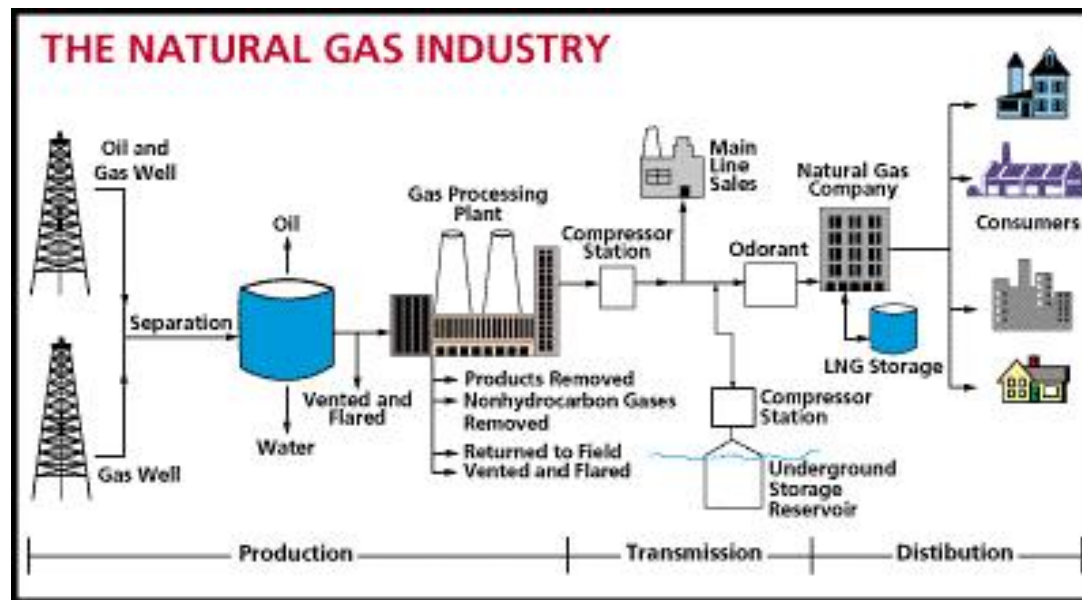 THE NATURAL GAS INDUSTRY
Oil and
Gas Well
Gas Well
Separation
Oil
Water
Vented and
Flared
Gas Processing
Plant
Products Removed
Nonhydrocarbon Gases
Removed
Returned to Field
Vented and Flared
Compressor
Station
Main
Line
Sales
Compressor
Station
Underground
Storage
Reservoir
Odorant
Natural Gas
Company
LNG Storage
Consumers
Production
Transmission
Distibution